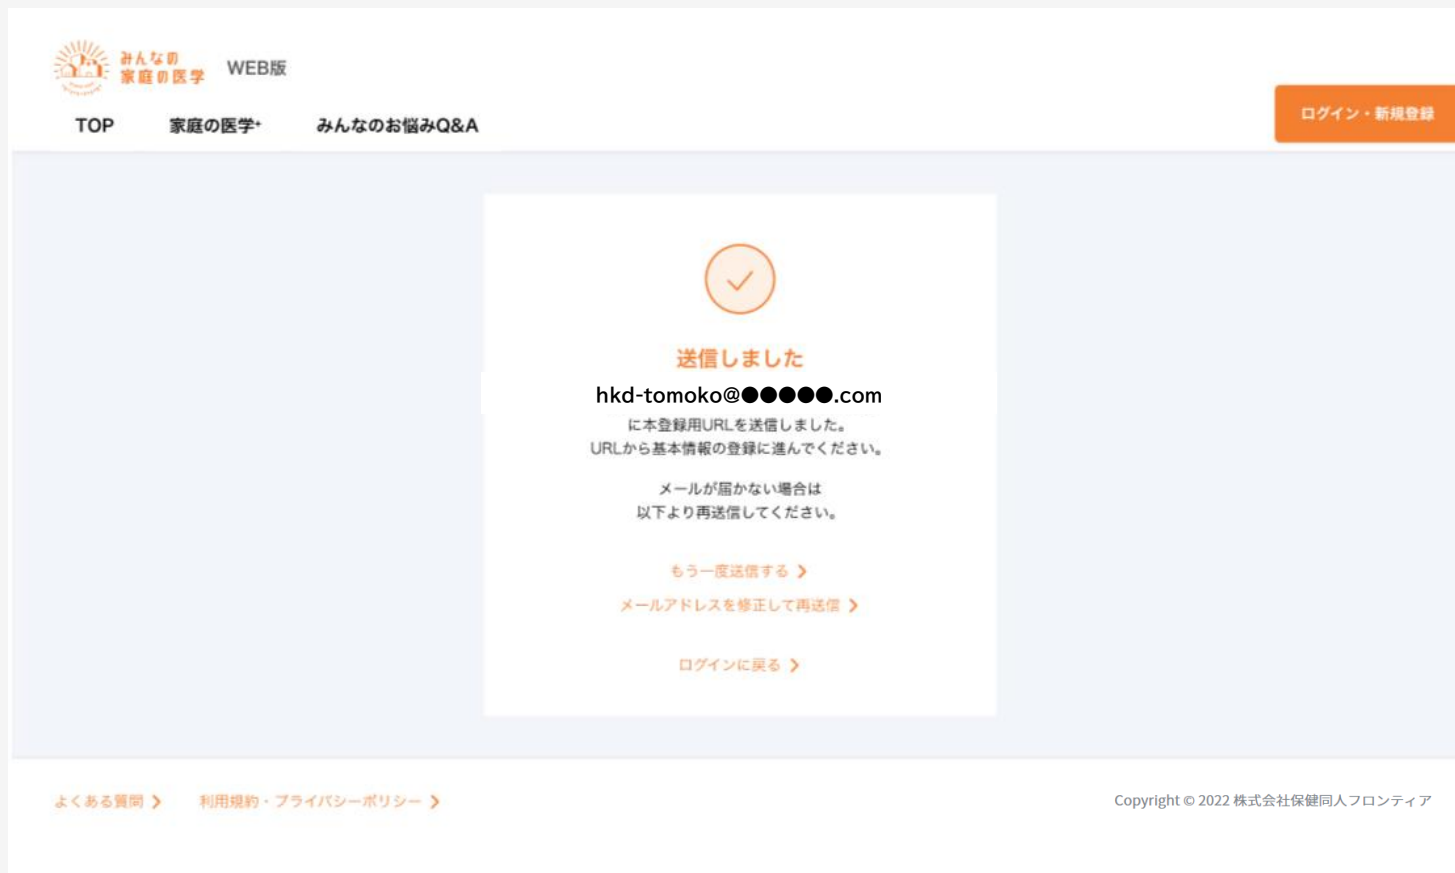 みんなの
家庭の医学
WEB版
TOP
家庭の医学+
みんなのお悩みQ&A
ログイン・新規登録
送信しました
hkd-tomoko@●●●●●.com
に本登録用URLを送信しました。
URLから基本情報の登録に進んでください。
メールが届かない場合は
以下より再送信してください。
もう一度送信する
メールアドレスを修正して再送信
ログインに戻る
よくある質問
利用規約・プライバシーポリシー
Copyright © 2022 株式会社保健同人フロンティア